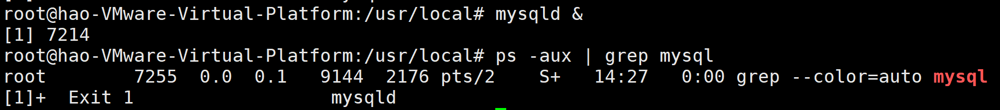 root@hao-VMware-Virtual-Platform:/usr/local# mysqld &
[1] 7214
root@hao-VMware-Virtual-Platform:/usr/local# ps -aux | grep mysql
root        7255  0.0  0.1   9144  2176 pts/2    S+   14:27   0:00 grep --color=auto mysql
[1]+  Exit 1                  mysqld